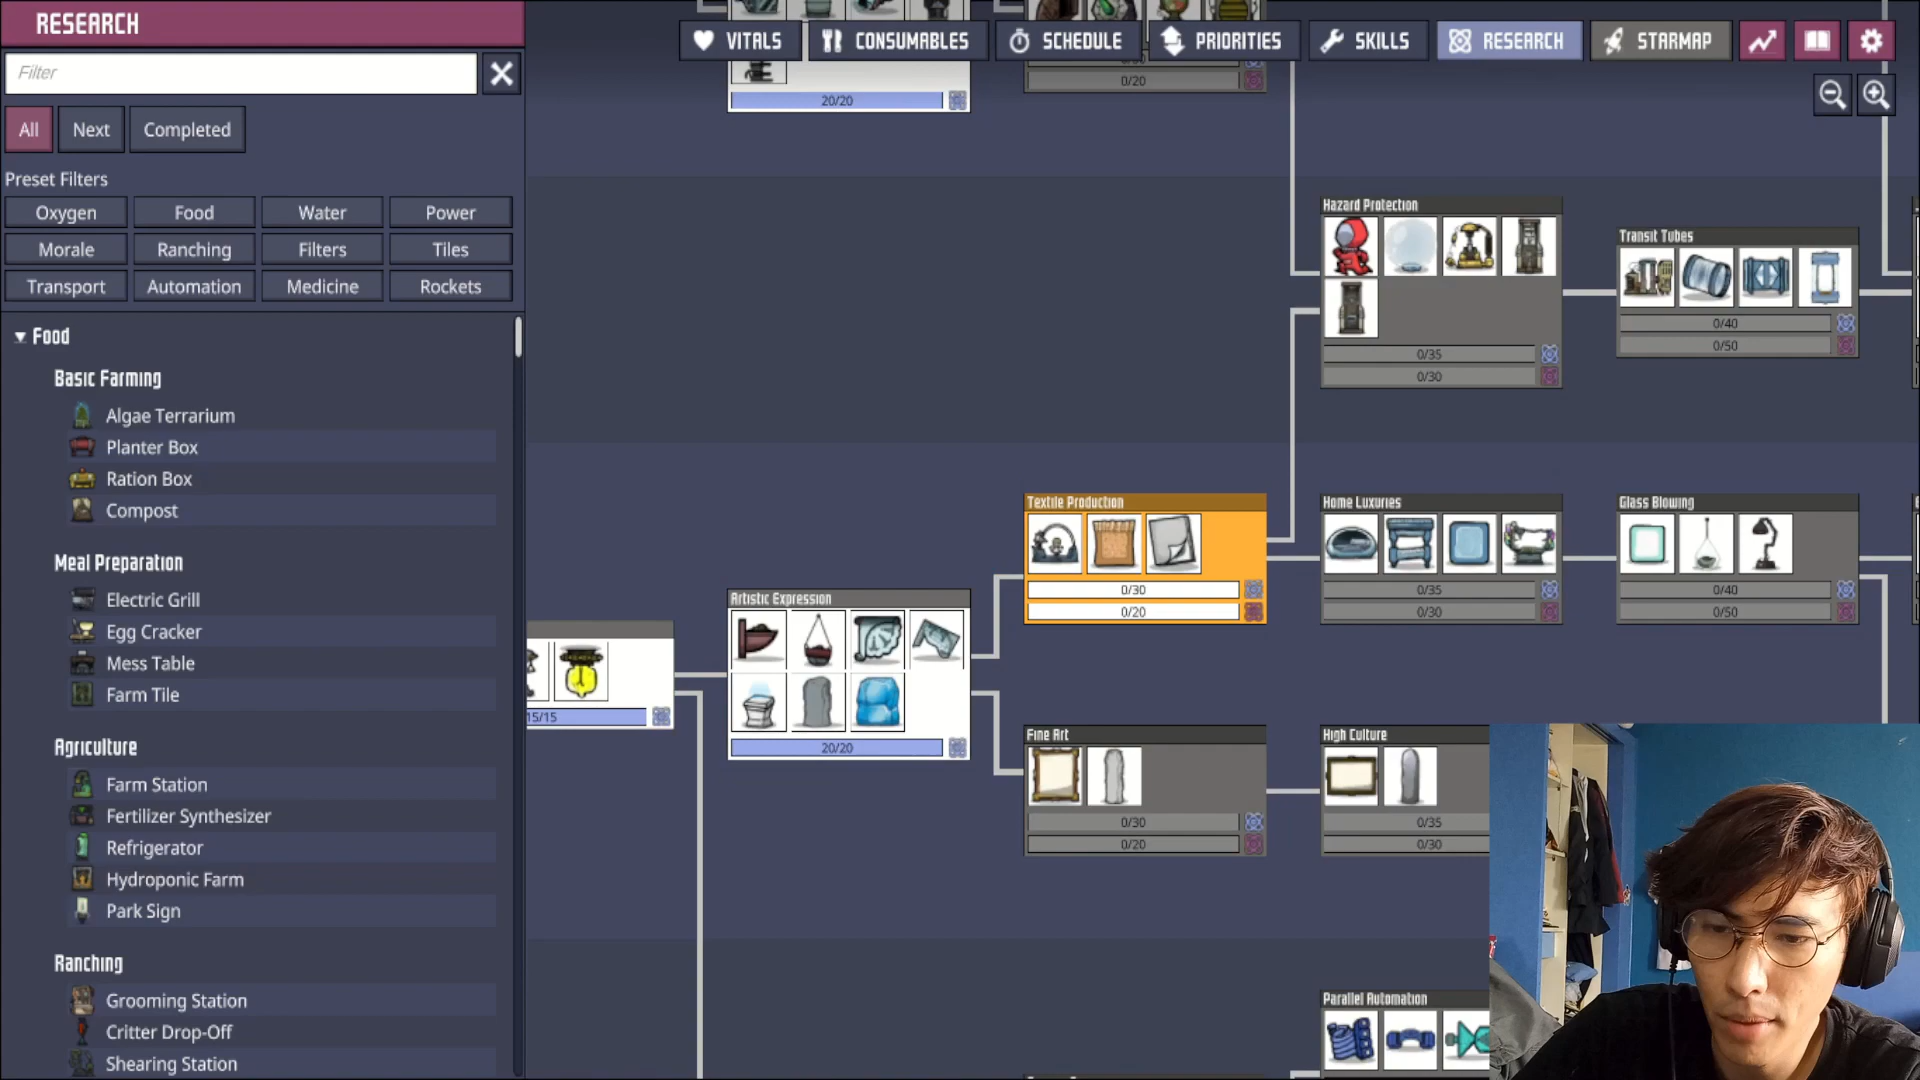 RESEARCH
VITALS
CONSUMABLES
SCHEDULE
PRIORITIES
SKILLS
RESEARCH
STARMAP
Filter
All
Next
Completed
Preset Filters
Oxygen
Food
Water
Power
Morale
Ranching
Filters
Tiles
Transport
Automation
Medicine
Rockets
Food
Basic Farming
Algae Terrarium
Planter Box
Ration Box
Compost
Meal Preparation
Electric Grill
Egg Cracker
Mess Table
Farm Tile
Agriculture
Farm Station
Fertilizer Synthesizer
Refrigerator
Hydroponic Farm
Park Sign
Ranching
Grooming Station
Critter Drop-Off
Shearing Station
20/20
0/20
Hazard Protection
0/35
0/30
Transit Tubes
0/40
0/50
Textile Production
0/30
0/20
Home Luxuries
0/35
0/30
Glass Blowing
0/40
0/50
15/15
Artistic Expression
20/20
Fine Art
0/30
0/20
High Culture
0/35
0/30
Parallel Automation